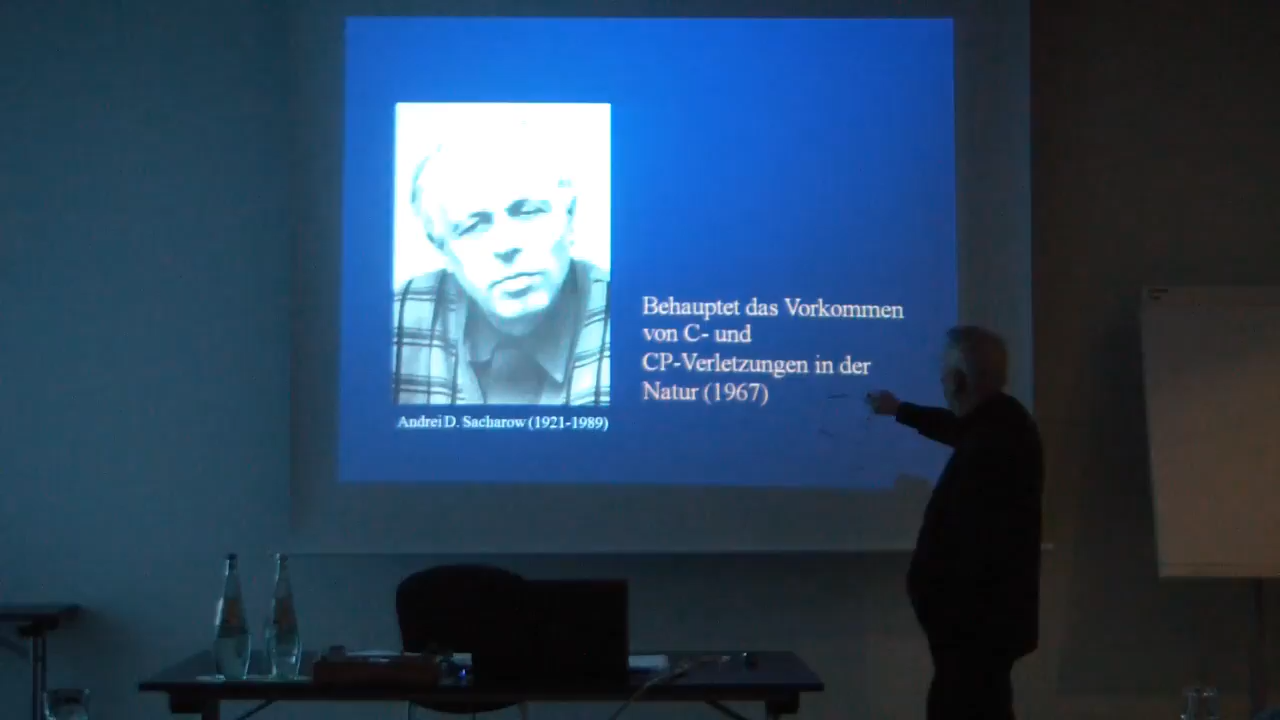 Behauptet das Vorkommen
von C- und
CP-Verletzungen in der
Natur (1967)
Andrei D. Sacharow (1921-1989)